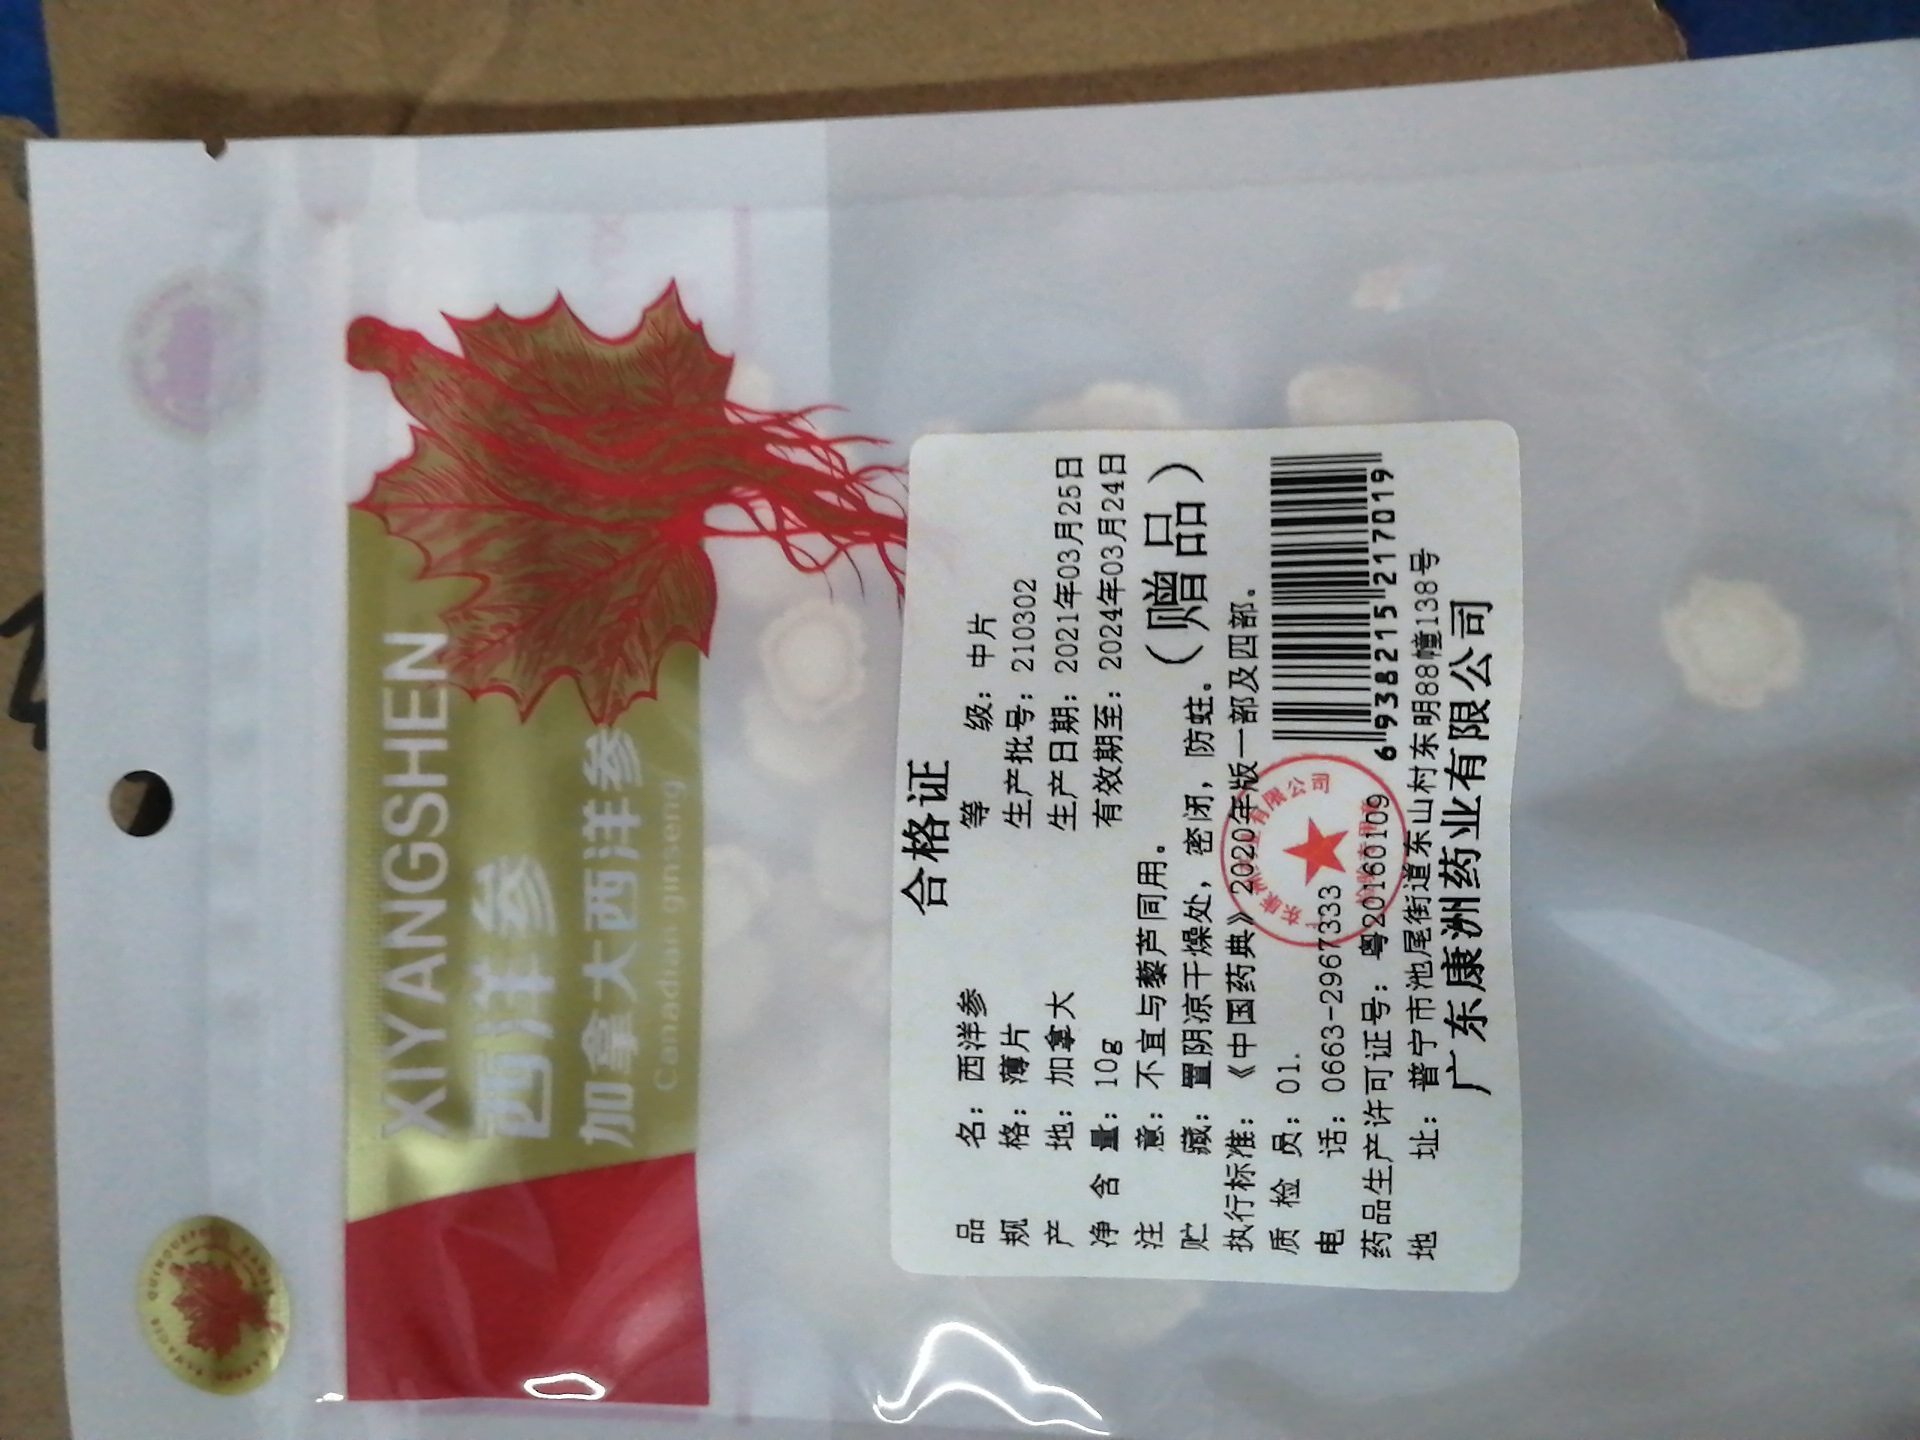 XIYANGSHEN
西洋参
加拿大西洋参
Canadian ginseng
合格证
品 名：西洋参 等 级：中片
规 格：薄片 生产批号：210302
产 地：加拿大 生产日期：2021年03月25日
净 含 量：10g 有效期至：2024年03月24日
注 意：不宜与藜芦同用。（赠品）
贮 藏：置阴凉干燥处，密闭，防蛀。
执行标准：《中国药典》2020年版一部及四部.
质 检 员：01.
电 话：0663-2967333
药品生产许可证号：粤20160109
6 938215 217019
地 址：普宁市池尾街道东山村东明88幢138号
广东康洲药业有限公司